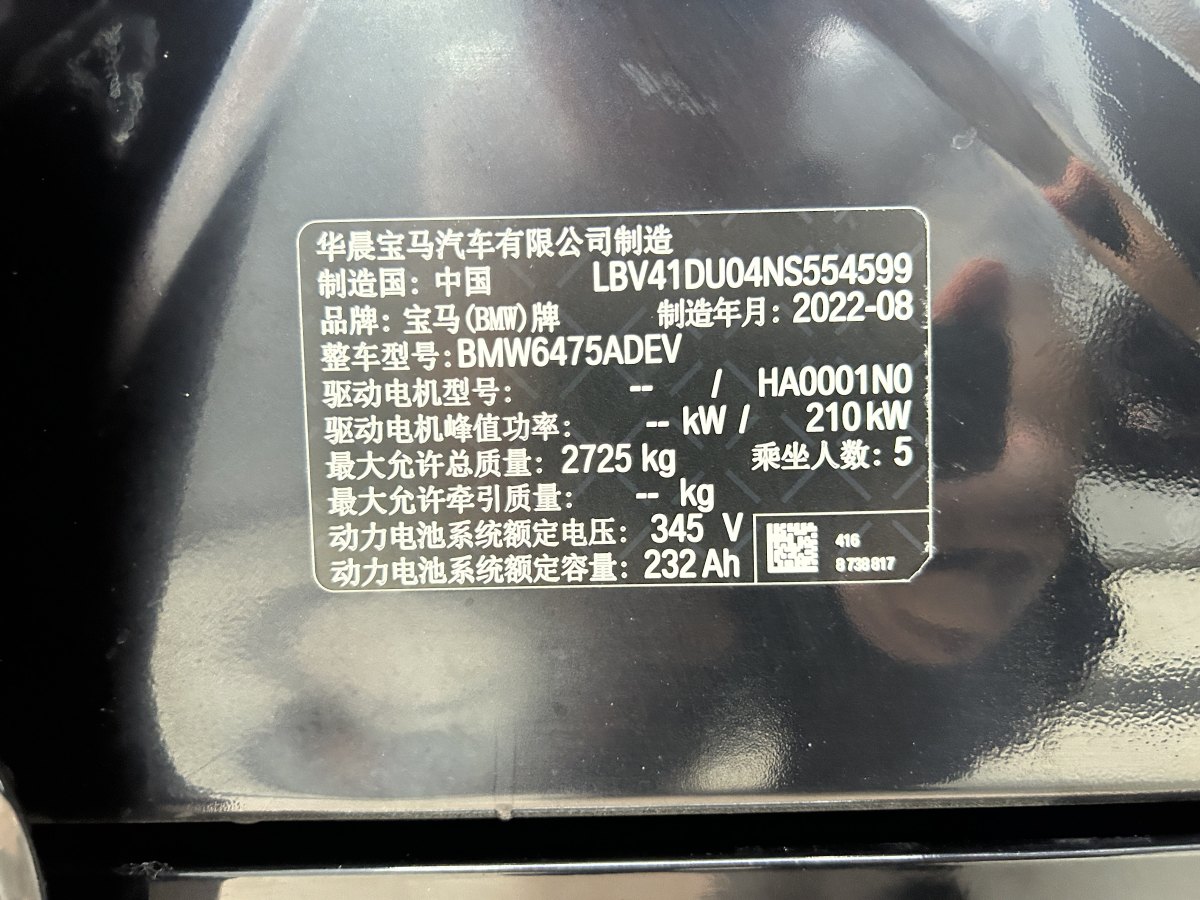 华晨宝马汽车有限公司制造
制造国：中国 LBV41DU04NS554599
品牌：宝马(BMW)牌 制造年月：2022-08
整车型号：BMW6475ADEV
驱动电机型号： -- / HA0001N0
驱动电机峰值功率： -- kW / 210 kW
最大允许总质量：2725 kg 乘坐人数：5
最大允许牵引质量： -- kg
动力电池系统额定电压：345 V
动力电池系统额定容量：232 Ah
416
8 738 817